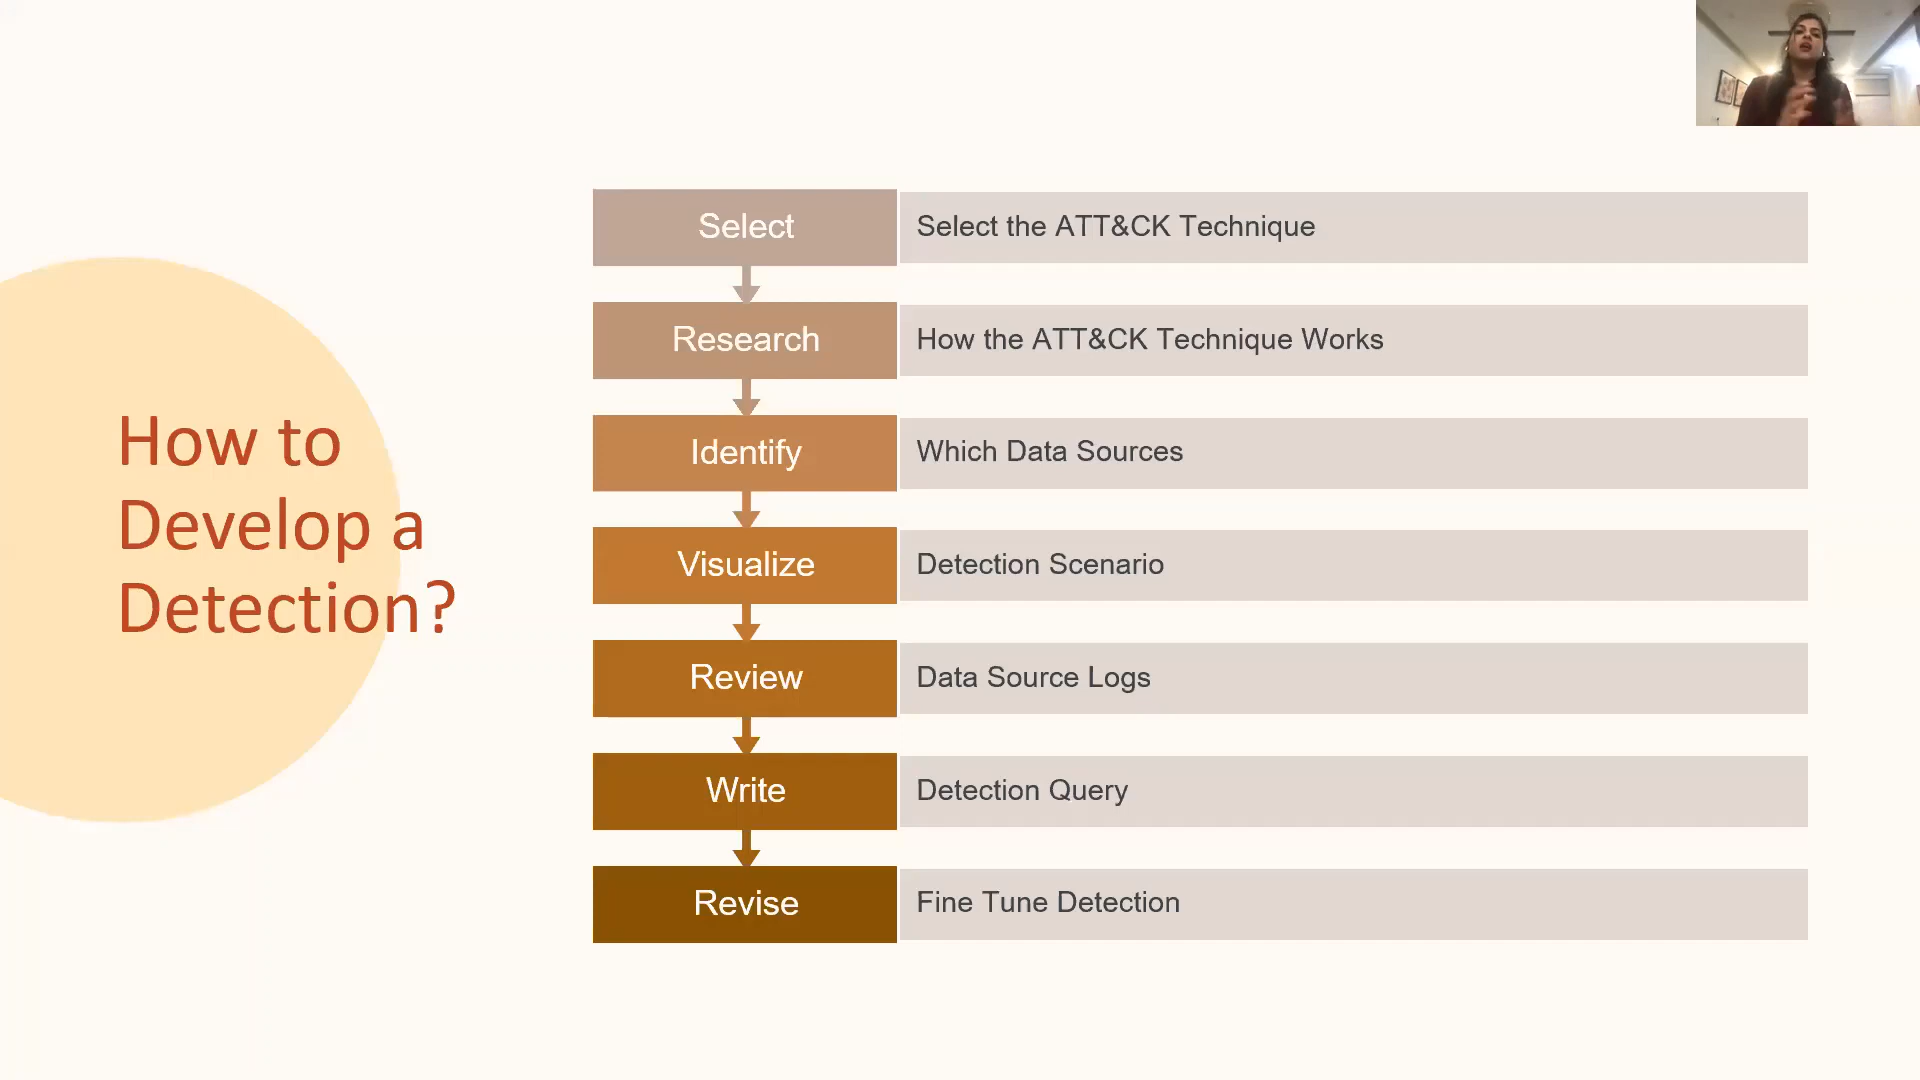 How to
Develop a
Detection?
Select
Select the ATT&CK Technique
Research
How the ATT&CK Technique Works
Identify
Which Data Sources
Visualize
Detection Scenario
Review
Data Source Logs
Write
Detection Query
Revise
Fine Tune Detection